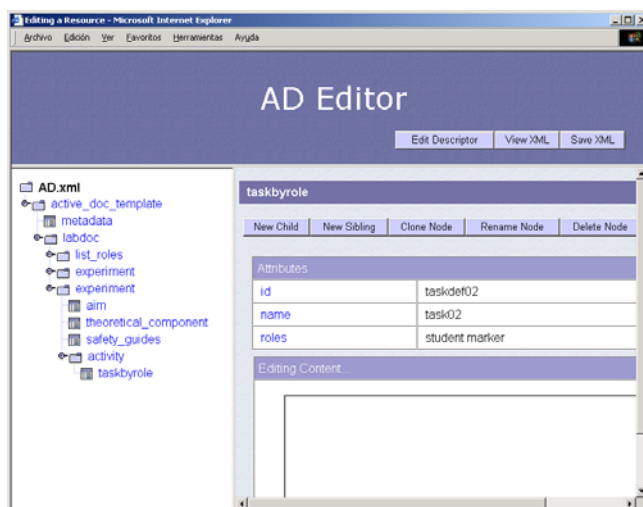 Editing a Resource - Microsoft Internet Explorer
Archivo Edición Ver Favoritos Herramientas Ayuda
AD Editor
Edit Descriptor View XML Save XML
AD.xml
active_doc_template
metadata
labdoc
list_roles
experiment
experiment
aim
theoretical_component
safety_guides
activity
taskbyrole
taskbyrole
New Child New Sibling Clone Node Rename Node Delete Node
Attributes
id taskdef02
name task02
roles student marker
Editing Content...